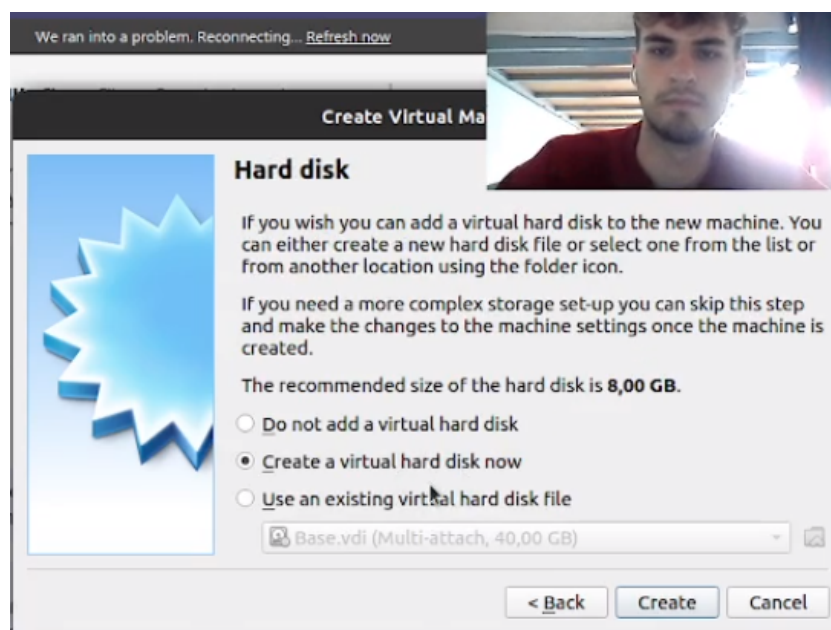 We ran into a problem. Reconnecting... Refresh now
Create Virtual Ma
Hard disk
If you wish you can add a virtual hard disk to the new machine. You
can either create a new hard disk file or select one from the list or
from another location using the folder icon.
If you need a more complex storage set-up you can skip this step
and make the changes to the machine settings once the machine is
created.
The recommended size of the hard disk is 8,00 GB.
Do not add a virtual hard disk
Create a virtual hard disk now
Use an existing virtual hard disk file
Base.vdi (Multi-attach, 40,00 GB)
< Back Create Cancel